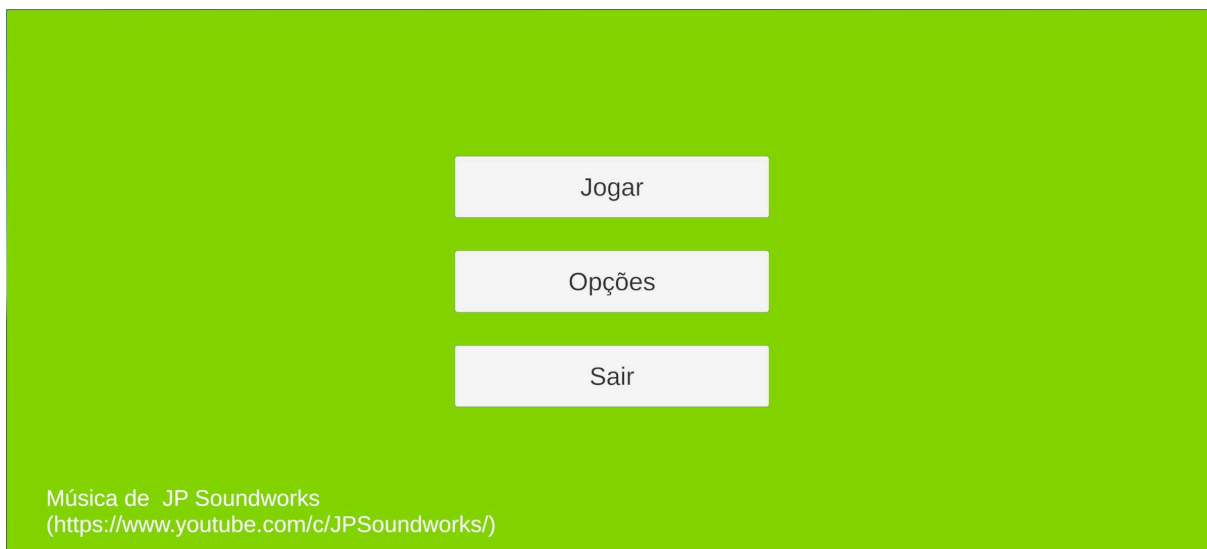 Jogar
Opções
Sair
Música de  JP Soundworks
(https://www.youtube.com/c/JPSoundworks/)